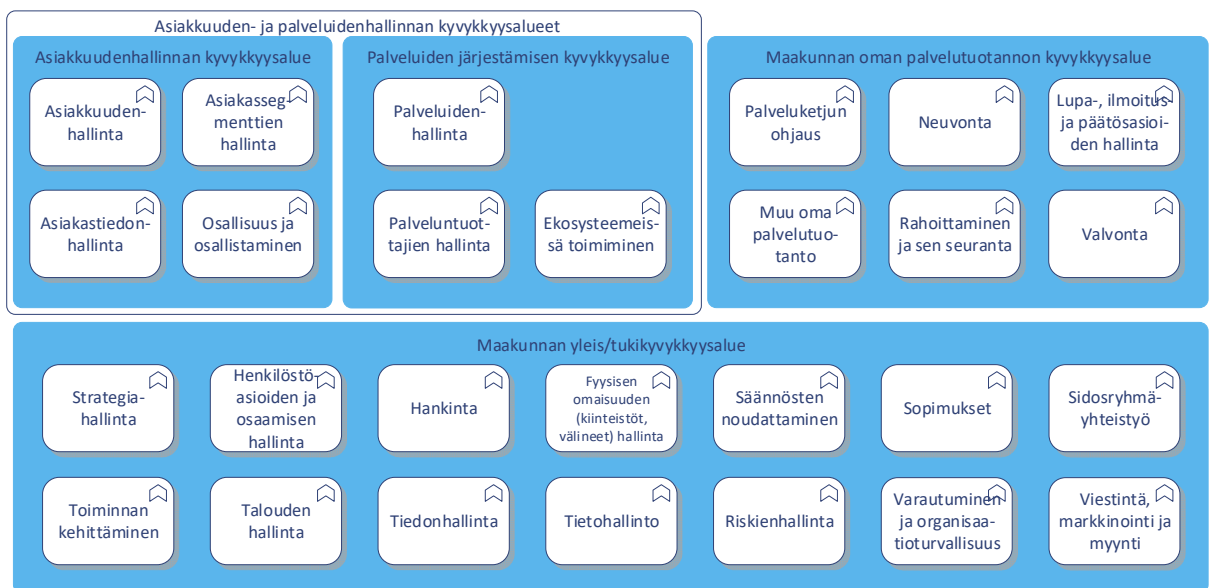 Asiakkuuden- ja palveluidenhallinnan kyvykkyysalueet
Asiakkuudenhallinnan kyvykkyysalue
Asiakkuuden-
hallinta
Asiakasseg-
menttien
hallinta
Asiakastiedon-
hallinta
Osallisuus ja
osallistaminen
Palveluiden järjestämisen kyvykkyysalue
Palveluiden-
hallinta
Palveluntuot-
tajien hallinta
Ekosysteemeis-
sä toimiminen
Maakunnan oman palvelutuotannon kyvykkyysalue
Palveluketjun
ohjaus
Neuvonta
Lupa-, ilmoitus-
ja päätösasioi-
den hallinta
Muu oma
palvelutuo-
tanto
Rahoittaminen
ja sen seuranta
Valvonta
Maakunnan yleis/tukikyvykkyysalue
Strategia-
hallinta
Henkilöstö-
asioiden ja
osaamisen
hallinta
Hankinta
Fyysisen
omaisuuden
(kiinteistöt,
välineet) hallinta
Säännösten
noudattaminen
Sopimukset
Sidosryhmä-
yhteistyö
Toiminnan
kehittäminen
Talouden
hallinta
Tiedonhallinta
Tietohallinto
Riskienhallinta
Varautuminen
ja organisaa-
tioturvallisuus
Viestintä,
markkinointi ja
myynti